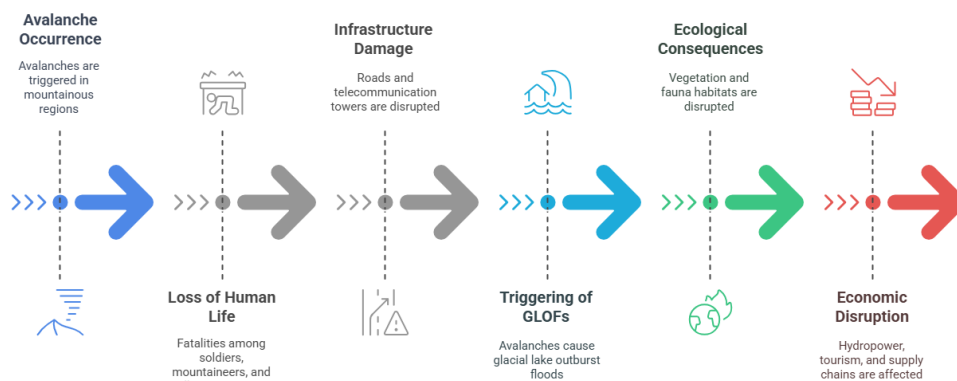 Avalanche
Occurrence
Avalanches are
triggered in
mountainous
regions
Loss of Human
Life
Fatalities among
soldiers,
mountaineers, and
Infrastructure
Damage
Roads and
telecommunication
towers are disrupted
Triggering of
GLOFs
Avalanches cause
glacial lake outburst
floods
Ecological
Consequences
Vegetation and
fauna habitats are
disrupted
Economic
Disruption
Hydropower,
tourism, and supply
chains are affected